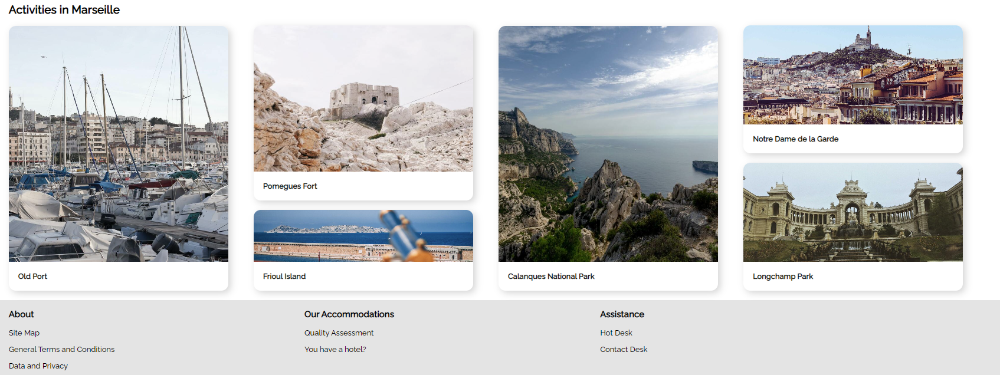 Activities in Marseille
Old Port
Pomegues Fort
Frioul Island
Calanques National Park
Notre Dame de la Garde
Longchamp Park
About
Site Map
General Terms and Conditions
Data and Privacy
Our Accommodations
Quality Assessment
You have a hotel?
Assistance
Hot Desk
Contact Desk